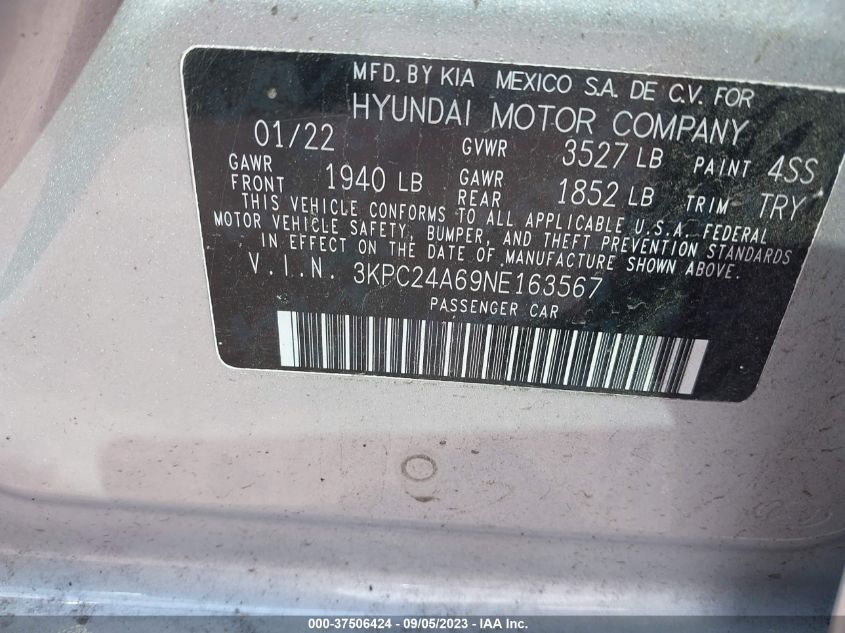 MFD. BY KIA MEXICO S.A. DE C.V. FOR
HYUNDAI MOTOR COMPANY
01/22 GVWR 3527 LB PAINT 4SS
GAWR FRONT 1940 LB GAWR REAR 1852 LB TRIM TRY
THIS VEHICLE CONFORMS TO ALL APPLICABLE U.S.A. FEDERAL
MOTOR VEHICLE SAFETY, BUMPER, AND THEFT PREVENTION STANDARDS
IN EFFECT ON THE DATE OF MANUFACTURE SHOWN ABOVE.
V.I.N. 3KPC24A69NE163567
PASSENGER CAR
000-37506424 - 09/05/2023 - IAA Inc.